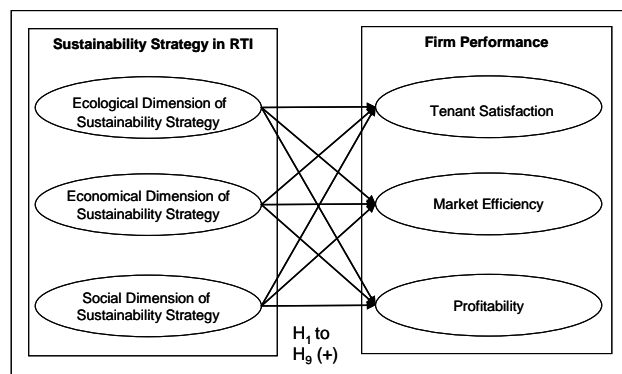 Sustainability Strategy in RTI
Ecological Dimension of
Sustainability Strategy
Economical Dimension of
Sustainability Strategy
Social Dimension of
Sustainability Strategy
H1 to
H9 (+)
Firm Performance
Tenant Satisfaction
Market Efficiency
Profitability